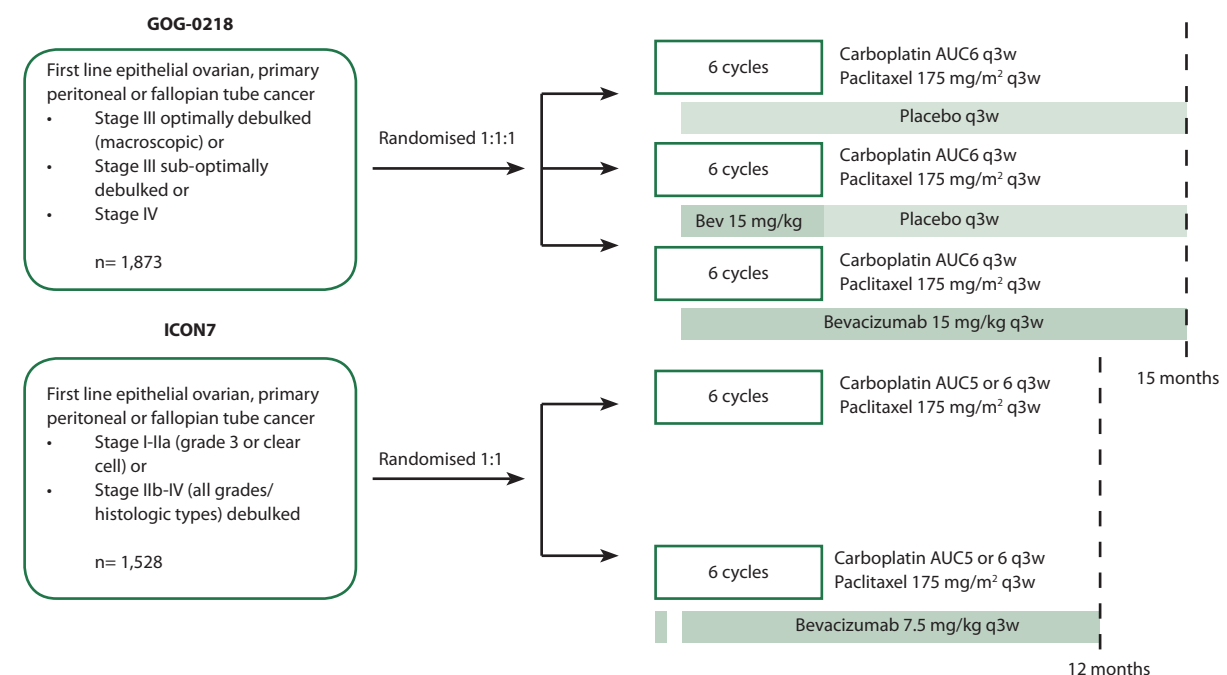 GOG-0218
First line epithelial ovarian, primary
peritoneal or fallopian tube cancer
• Stage III optimally debulked
(macroscopic) or
• Stage III sub-optimally
debulked or
• Stage IV
n= 1,873
Randomised 1:1:1
6 cycles
Carboplatin AUC6 q3w
Paclitaxel 175 mg/m² q3w
Placebo q3w
6 cycles
Carboplatin AUC6 q3w
Paclitaxel 175 mg/m² q3w
Bev 15 mg/kg
Placebo q3w
6 cycles
Carboplatin AUC6 q3w
Paclitaxel 175 mg/m² q3w
Bevacizumab 15 mg/kg q3w
15 months
ICON7
First line epithelial ovarian, primary
peritoneal or fallopian tube cancer
• Stage I-IIa (grade 3 or clear
cell) or
• Stage IIb-IV (all grades/
histologic types) debulked
n= 1,528
Randomised 1:1
6 cycles
Carboplatin AUC5 or 6 q3w
Paclitaxel 175 mg/m² q3w
6 cycles
Carboplatin AUC5 or 6 q3w
Paclitaxel 175 mg/m² q3w
Bevacizumab 7.5 mg/kg q3w
12 months